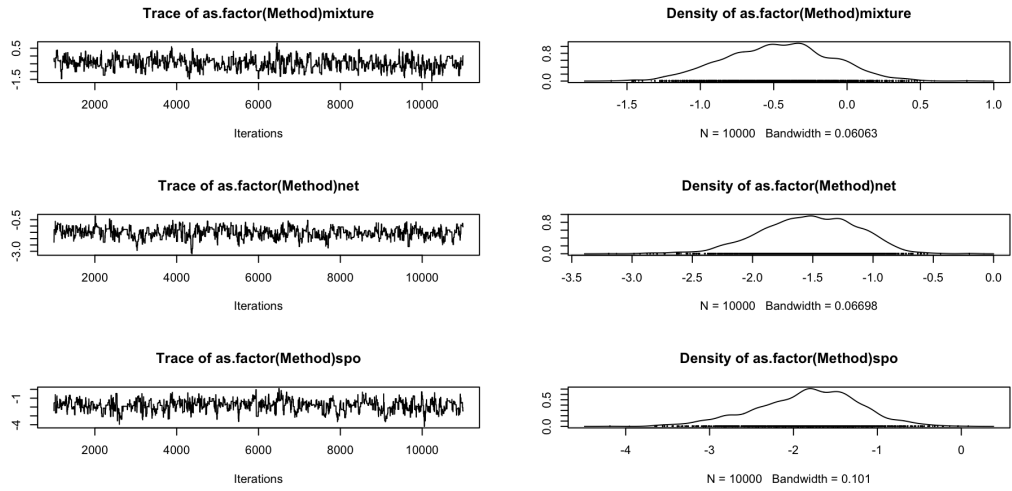 Trace of as.factor(Method)mixture
0.5
-1.5
2000 4000 6000 8000 10000
Iterations
Density of as.factor(Method)mixture
0.8
0.0
-1.5 -1.0 -0.5 0.0 0.5 1.0
N = 10000 Bandwidth = 0.06063
Trace of as.factor(Method)net
-0.5
-3.0
2000 4000 6000 8000 10000
Iterations
Density of as.factor(Method)net
0.8
0.0
-3.5 -3.0 -2.5 -2.0 -1.5 -1.0 -0.5 0.0
N = 10000 Bandwidth = 0.06698
Trace of as.factor(Method)spo
-1
-4
2000 4000 6000 8000 10000
Iterations
Density of as.factor(Method)spo
0.5
0.0
-4 -3 -2 -1 0
N = 10000 Bandwidth = 0.101